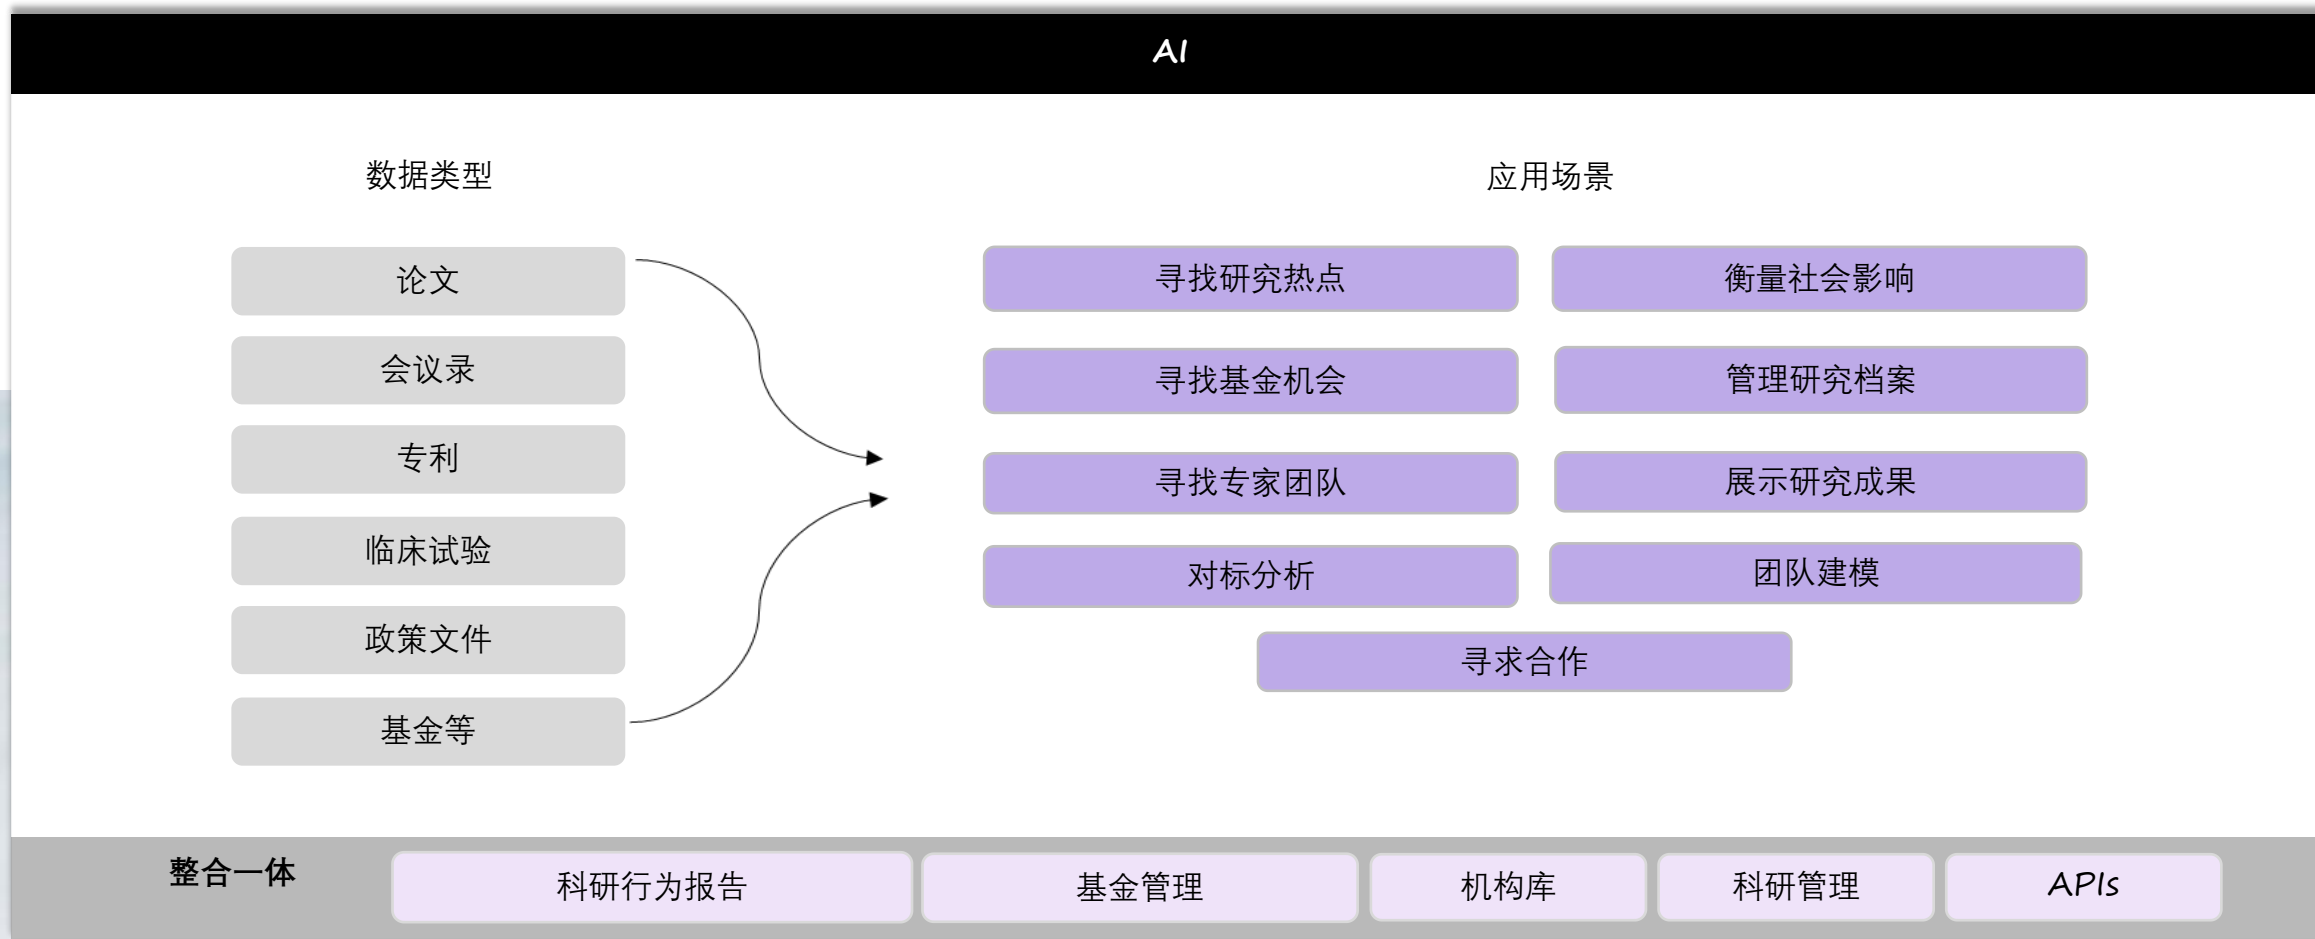 AI
数据类型
论文
会议录
专利
临床试验
政策文件
基金等
应用场景
寻找研究热点
衡量社会影响
寻找基金机会
管理研究档案
寻找专家团队
展示研究成果
对标分析
团队建模
寻求合作
整合一体
科研行为报告
基金管理
机构库
科研管理
APIs